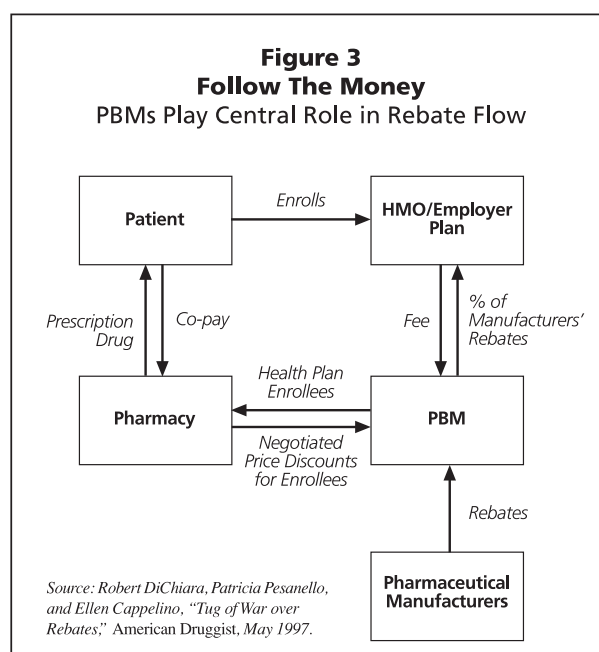 Figure 3
Follow The Money
PBMs Play Central Role in Rebate Flow
Patient
Enrolls
HMO/Employer
Plan
Prescription
Drug
Co-pay
Fee
% of
Manufacturers’
Rebates
Pharmacy
Health Plan
Enrollees
Negotiated
Price Discounts
for Enrollees
PBM
Rebates
Pharmaceutical
Manufacturers
Source: Robert DiChiara, Patricia Pesanello,
and Ellen Cappelino, “Tug of War over
Rebates,” American Druggist, May 1997.